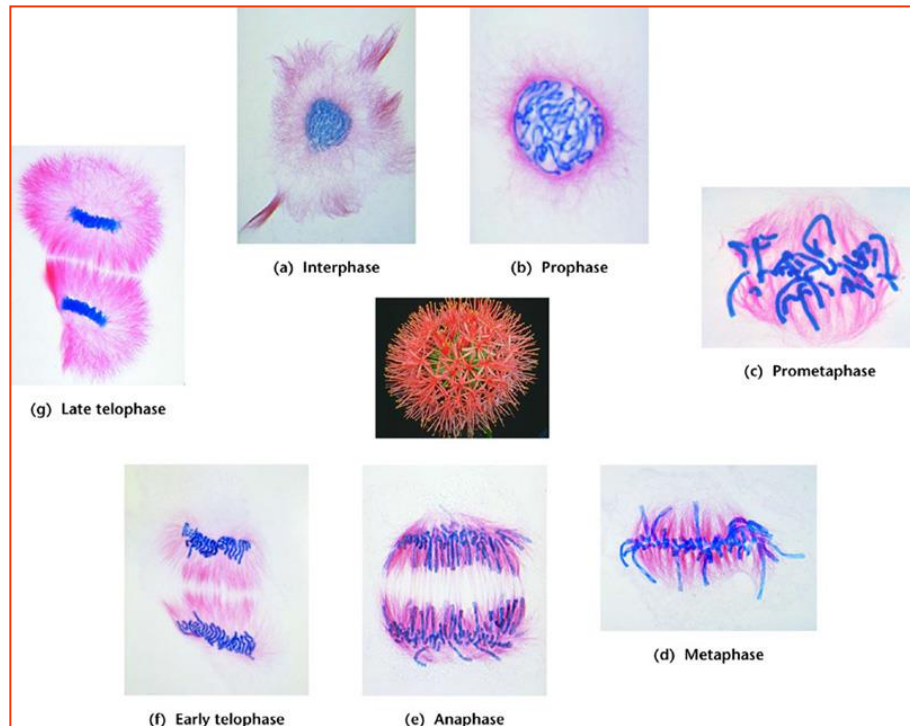 (a) Interphase
(b) Prophase
(c) Prometaphase
(g) Late telophase
(d) Metaphase
(f) Early telophase
(e) Anaphase